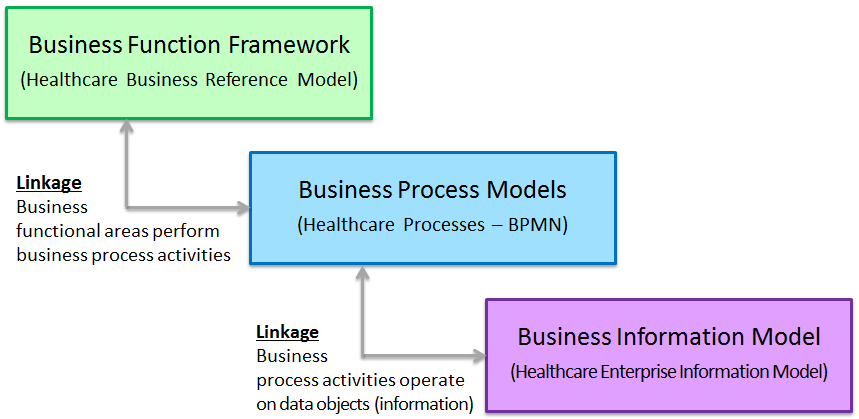 Business Function Framework
(Healthcare Business Reference Model)
Linkage
Business
functional areas perform
business process activities
Business Process Models
(Healthcare Processes – BPMN)
Linkage
Business
process activities operate
on data objects (information)
Business Information Model
(Healthcare Enterprise Information Model)